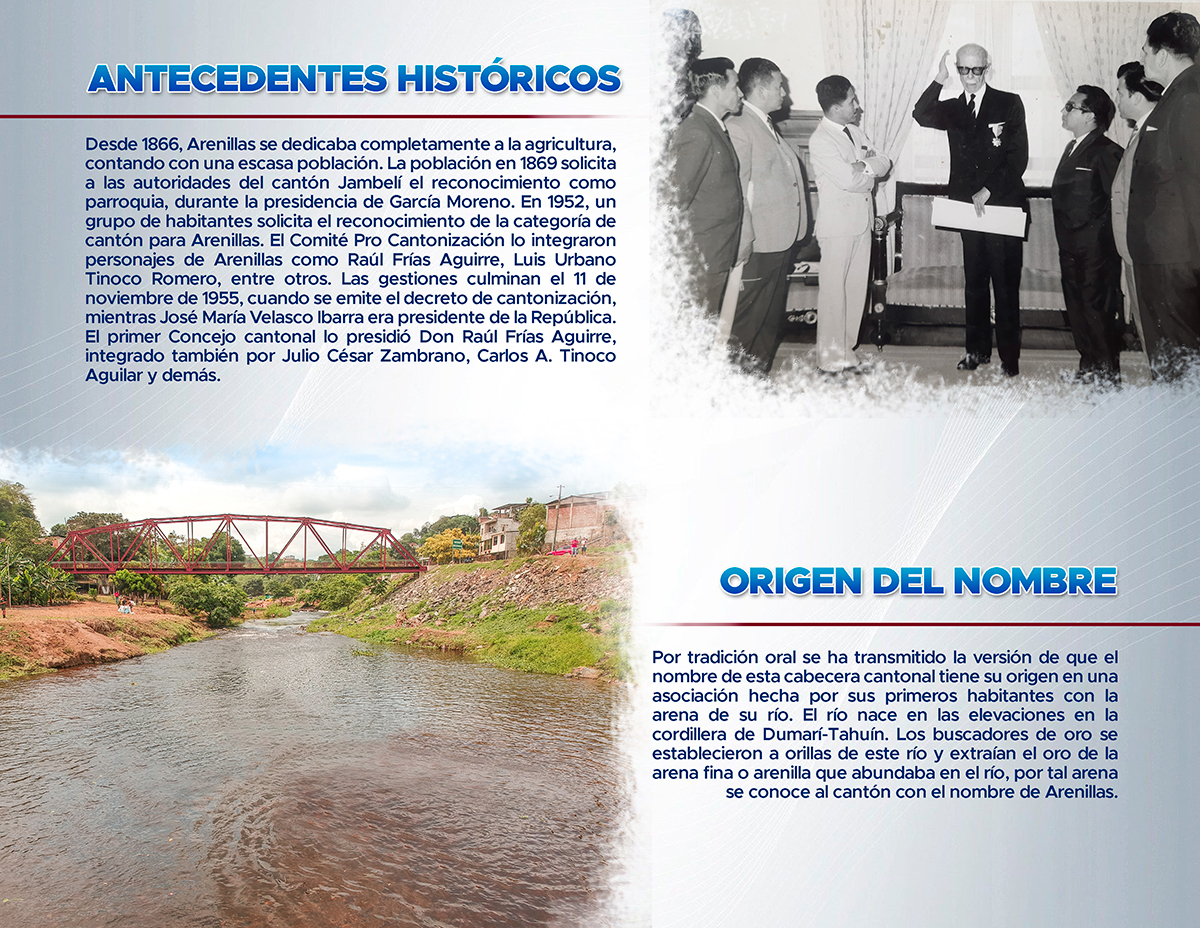 ANTECEDENTES HISTÓRICOS
Desde 1866, Arenillas se dedicaba completamente a la agricultura,
contando con una escasa población. La población en 1869 solicita
a las autoridades del cantón Jambelí el reconocimiento como
parroquia, durante la presidencia de García Moreno. En 1952, un
grupo de habitantes solicita el reconocimiento de la categoría de
cantón para Arenillas. El Comité Pro Cantonización lo integraron
personajes de Arenillas como Raúl Frías Aguirre, Luis Urbano
Tinoco Romero, entre otros. Las gestiones culminan el 11 de
noviembre de 1955, cuando se emite el decreto de cantonización,
mientras José María Velasco Ibarra era presidente de la República.
El primer Concejo cantonal lo presidió Don Raúl Frías Aguirre,
integrado también por Julio César Zambrano, Carlos A. Tinoco
Aguilar y demás.
ORIGEN DEL NOMBRE
Por tradición oral se ha transmitido la versión de que el
nombre de esta cabecera cantonal tiene su origen en una
asociación hecha por sus primeros habitantes con la
arena de su río. El río nace en las elevaciones en la
cordillera de Dumarí-Tahuín. Los buscadores de oro se
establecieron a orillas de este río y extraían el oro de la
arena fina o arenilla que abundaba en el río, por tal arena
se conoce al cantón con el nombre de Arenillas.